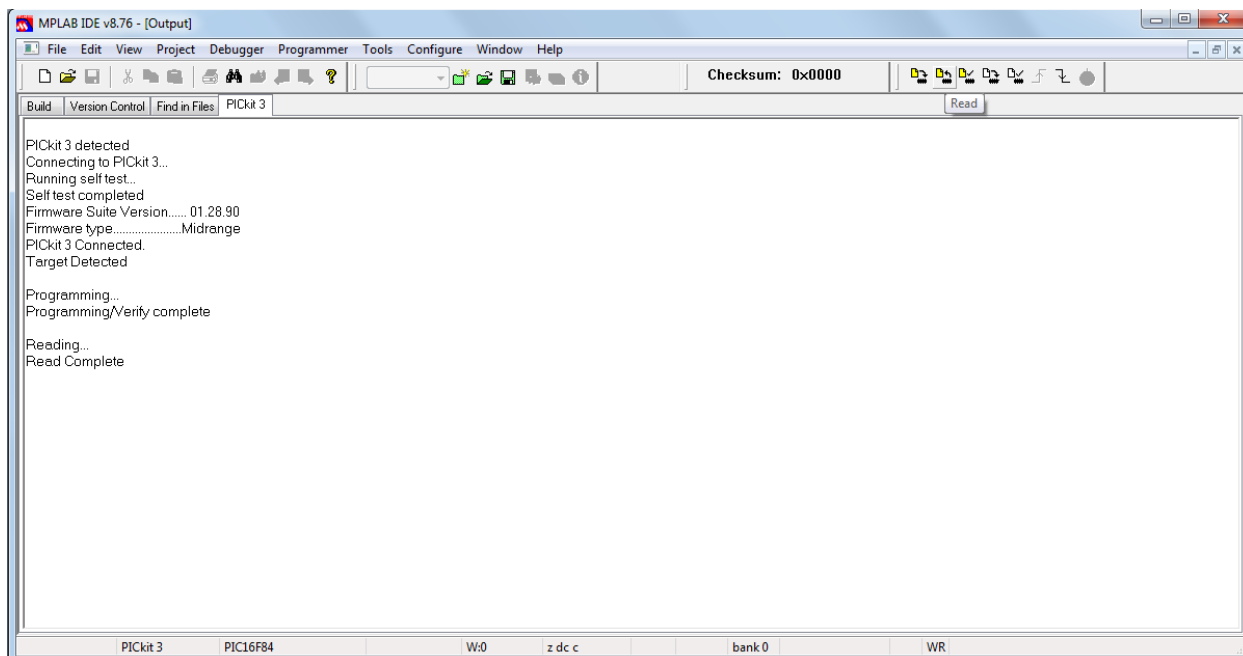 MPLAB IDE v8.76 - [Output]
File Edit View Project Debugger Programmer Tools Configure Window Help
Checksum: 0x0000
Build Version Control Find in Files PICkit 3
Read
PICkit 3 detected
Connecting to PICkit 3...
Running self test...
Self test completed
Firmware Suite Version...... 01.28.90
Firmware type......................Midrange
PICkit 3 Connected.
Target Detected
Programming...
Programming/Verify complete
Reading...
Read Complete
PICkit 3 PIC16F84 W:0 z dc c bank 0 WR